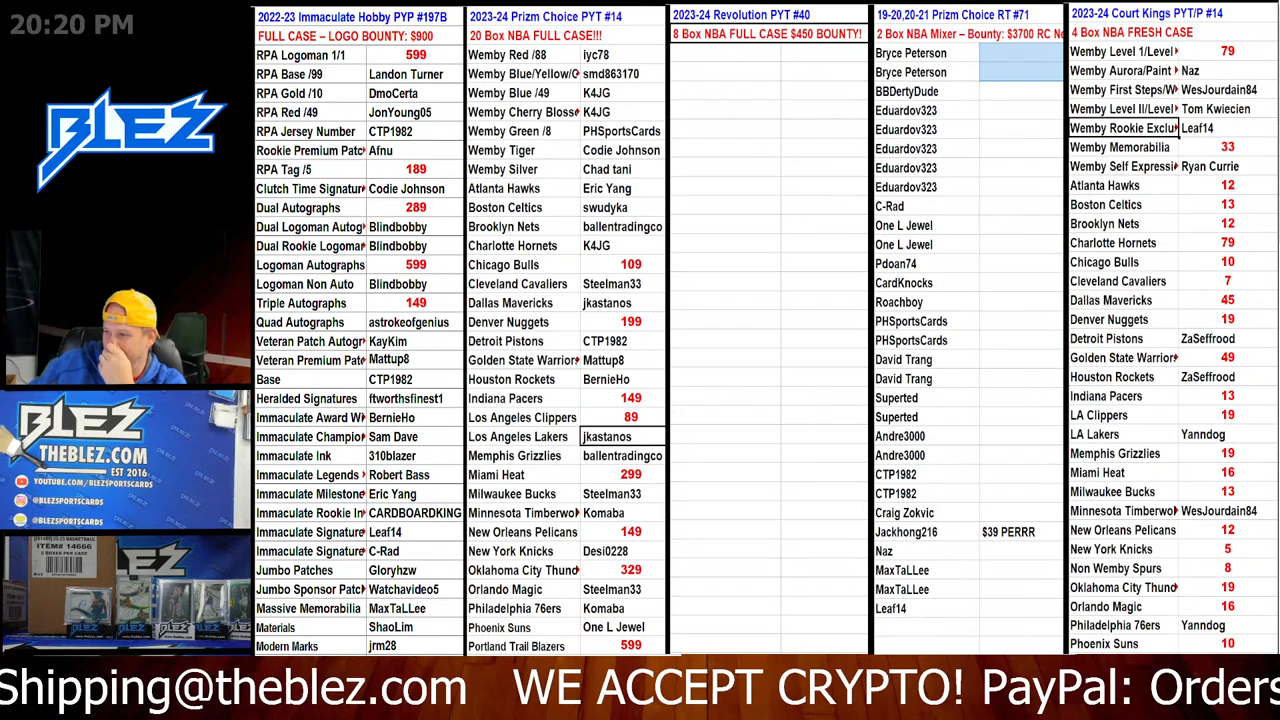 20:20 PM
BLEZ
BLEZ
THEBLEZ.COM
EST 2016
YOUTUBE.COM/BLEZSPORTSCARDS
@BLEZSPORTSCARDS
@BLEZSPORTSCARDS
ITEM# 14666
BLEZ
2022-23 Immaculate Hobby PYP #197B
FULL CASE – LOGO BOUNTY: $900
RPA Logoman 1/1 599
RPA Base /99 Landon Turner
RPA Gold /10 DmoCerta
RPA Red /49 JonYoung05
RPA Jersey Number CTP1982
Rookie Premium Patc Afnu
RPA Tag /5 189
Clutch Time Signatur Codie Johnson
Dual Autographs 289
Dual Logoman Autog Blindbobby
Dual Rookie Logoma Blindbobby
Logoman Autographs 599
Logoman Non Auto Blindbobby
Triple Autographs 149
Quad Autographs astrokeofgenius
Veteran Patch Autogr KayKim
Veteran Premium Pat Mattup8
Base CTP1982
Heralded Signatures ftworthsfinest1
Immaculate Award Wi BernieHo
Immaculate Champio Sam Dave
Immaculate Ink 310blazer
Immaculate Legends Robert Bass
Immaculate Milestone Eric Yang
Immaculate Rookie In CARDBOARDKING
Immaculate Signature Leaf14
Immaculate Signature C-Rad
Jumbo Patches Gloryhzw
Jumbo Sponsor Patc Watchavideo5
Massive Memorabilia MaxTaLLee
Materials ShaoLim
Modern Marks jrm28
2023-24 Prizm Choice PYT #14
20 Box NBA FULL CASE!!!
Wemby Red /88 iyc78
Wemby Blue/Yellow/G smd863170
Wemby Blue /49 K4JG
Wemby Cherry Blosso K4JG
Wemby Green /8 PHSportsCards
Wemby Tiger Codie Johnson
Wemby Silver Chad tani
Atlanta Hawks Eric Yang
Boston Celtics swudyka
Brooklyn Nets ballentradingco
Charlotte Hornets K4JG
Chicago Bulls 109
Cleveland Cavaliers Steelman33
Dallas Mavericks jkastanos
Denver Nuggets 199
Detroit Pistons CTP1982
Golden State Warrior Mattup8
Houston Rockets BernieHo
Indiana Pacers 149
Los Angeles Clippers 89
Los Angeles Lakers jkastanos
Memphis Grizzlies ballentradingco
Miami Heat 299
Milwaukee Bucks Steelman33
Minnesota Timberwo Komaba
New Orleans Pelicans 149
New York Knicks Desi0228
Oklahoma City Thund 329
Orlando Magic Steelman33
Philadelphia 76ers Komaba
Phoenix Suns One L Jewel
Portland Trail Blazers 599
2023-24 Revolution PYT #40
8 Box NBA FULL CASE $450 BOUNTY!
19-20,20-21 Prizm Choice RT #71
2 Box NBA Mixer – Bounty: $3700 RC Ne
Bryce Peterson
Bryce Peterson
BBDertyDude
Eduardov323
Eduardov323
Eduardov323
Eduardov323
Eduardov323
C-Rad
One L Jewel
One L Jewel
Pdoan74
CardKnocks
Roachboy
PHSportsCards
PHSportsCards
David Trang
David Trang
Superted
Superted
Andre3000
Andre3000
CTP1982
CTP1982
Craig Zokvic
Jackhong216 $39 PERRR
Naz
MaxTaLLee
MaxTaLLee
Leaf14
2023-24 Court Kings PYT/P #14
4 Box NBA FRESH CASE
Wemby Level 1/Level 79
Wemby Aurora/Paint Naz
Wemby First Steps/W WesJourdain84
Wemby Level II/Level Tom Kwiecien
Wemby Rookie Exclu Leaf14
Wemby Memorabilia 33
Wemby Self Expressi Ryan Currie
Atlanta Hawks 12
Boston Celtics 13
Brooklyn Nets 12
Charlotte Hornets 79
Chicago Bulls 10
Cleveland Cavaliers 7
Dallas Mavericks 45
Denver Nuggets 19
Detroit Pistons ZaSeffrood
Golden State Warrior 49
Houston Rockets ZaSeffrood
Indiana Pacers 13
LA Clippers 19
LA Lakers Yanndog
Memphis Grizzlies 19
Miami Heat 16
Milwaukee Bucks 13
Minnesota Timberwo WesJourdain84
New Orleans Pelicans 12
New York Knicks 5
Non Wemby Spurs 8
Oklahoma City Thund 19
Orlando Magic 16
Philadelphia 76ers Yanndog
Phoenix Suns 10
Shipping@theblez.com WE ACCEPT CRYPTO! PayPal: Orders